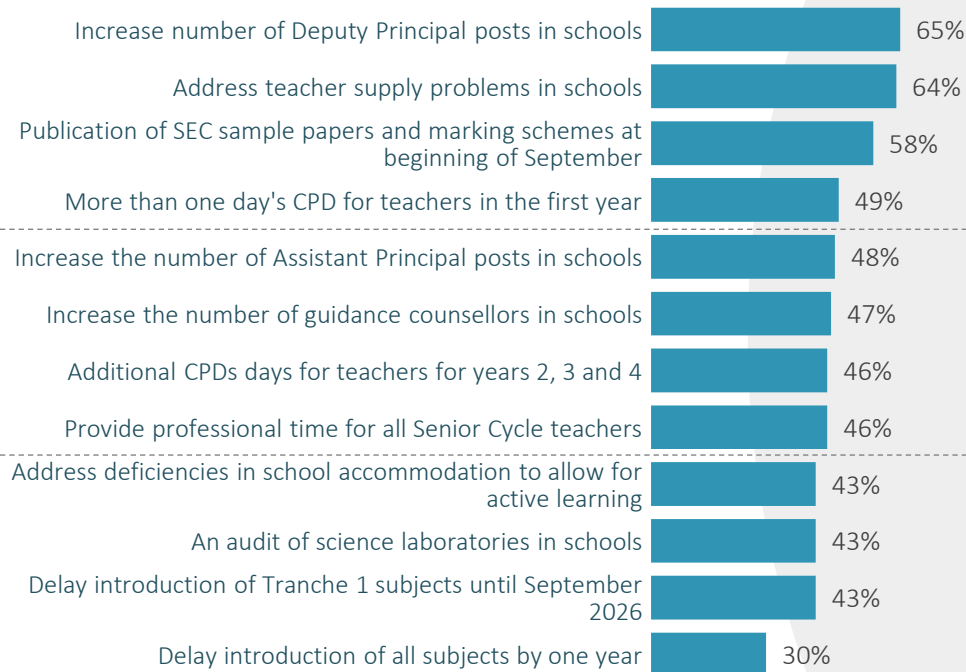 Increase number of Deputy Principal posts in schools 65%
Address teacher supply problems in schools 64%
Publication of SEC sample papers and marking schemes at
beginning of September 58%
More than one day's CPD for teachers in the first year 49%
Increase the number of Assistant Principal posts in schools 48%
Increase the number of guidance counsellors in schools 47%
Additional CPDs days for teachers for years 2, 3 and 4 46%
Provide professional time for all Senior Cycle teachers 46%
Address deficiencies in school accommodation to allow for
active learning 43%
An audit of science laboratories in schools 43%
Delay introduction of Tranche 1 subjects until September
2026 43%
Delay introduction of all subjects by one year 30%